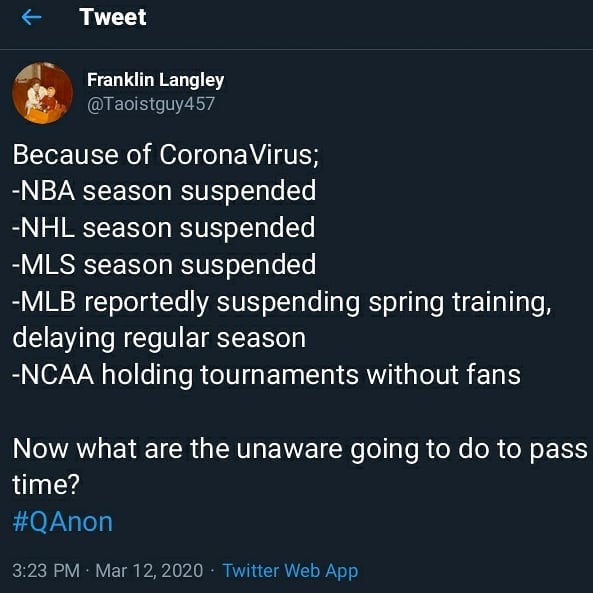 Tweet
Franklin Langley
@Taoistguy457
Because of CoronaVirus;
-NBA season suspended
-NHL season suspended
-MLS season suspended
-MLB reportedly suspending spring training,
delaying regular season
-NCAA holding tournaments without fans
Now what are the unaware going to do to pass
time?
#QAnon
3:23 PM · Mar 12, 2020 · Twitter Web App